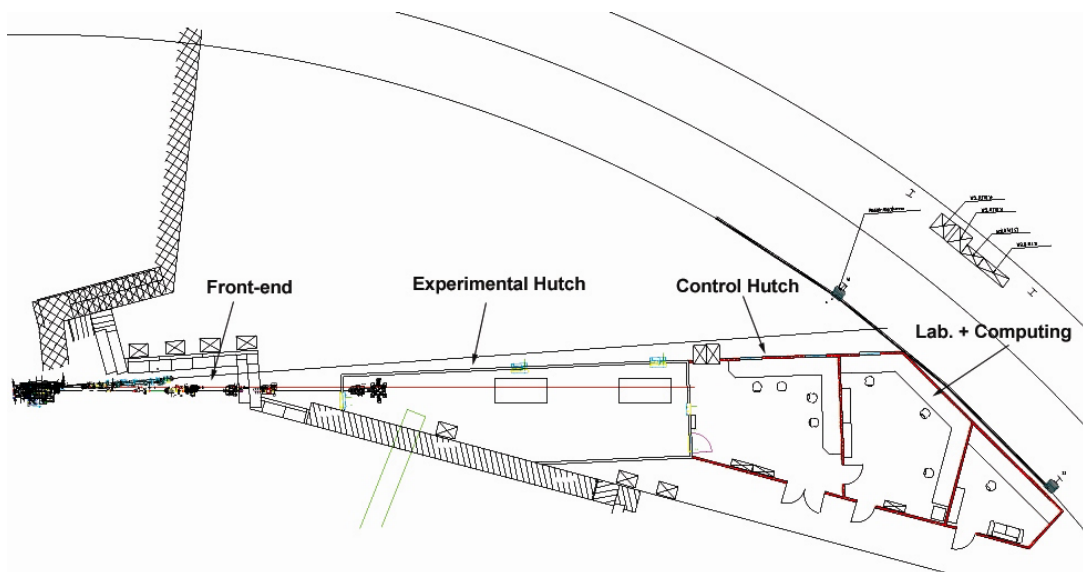 Front-end
Experimental Hutch
Control Hutch
Lab. + Computing